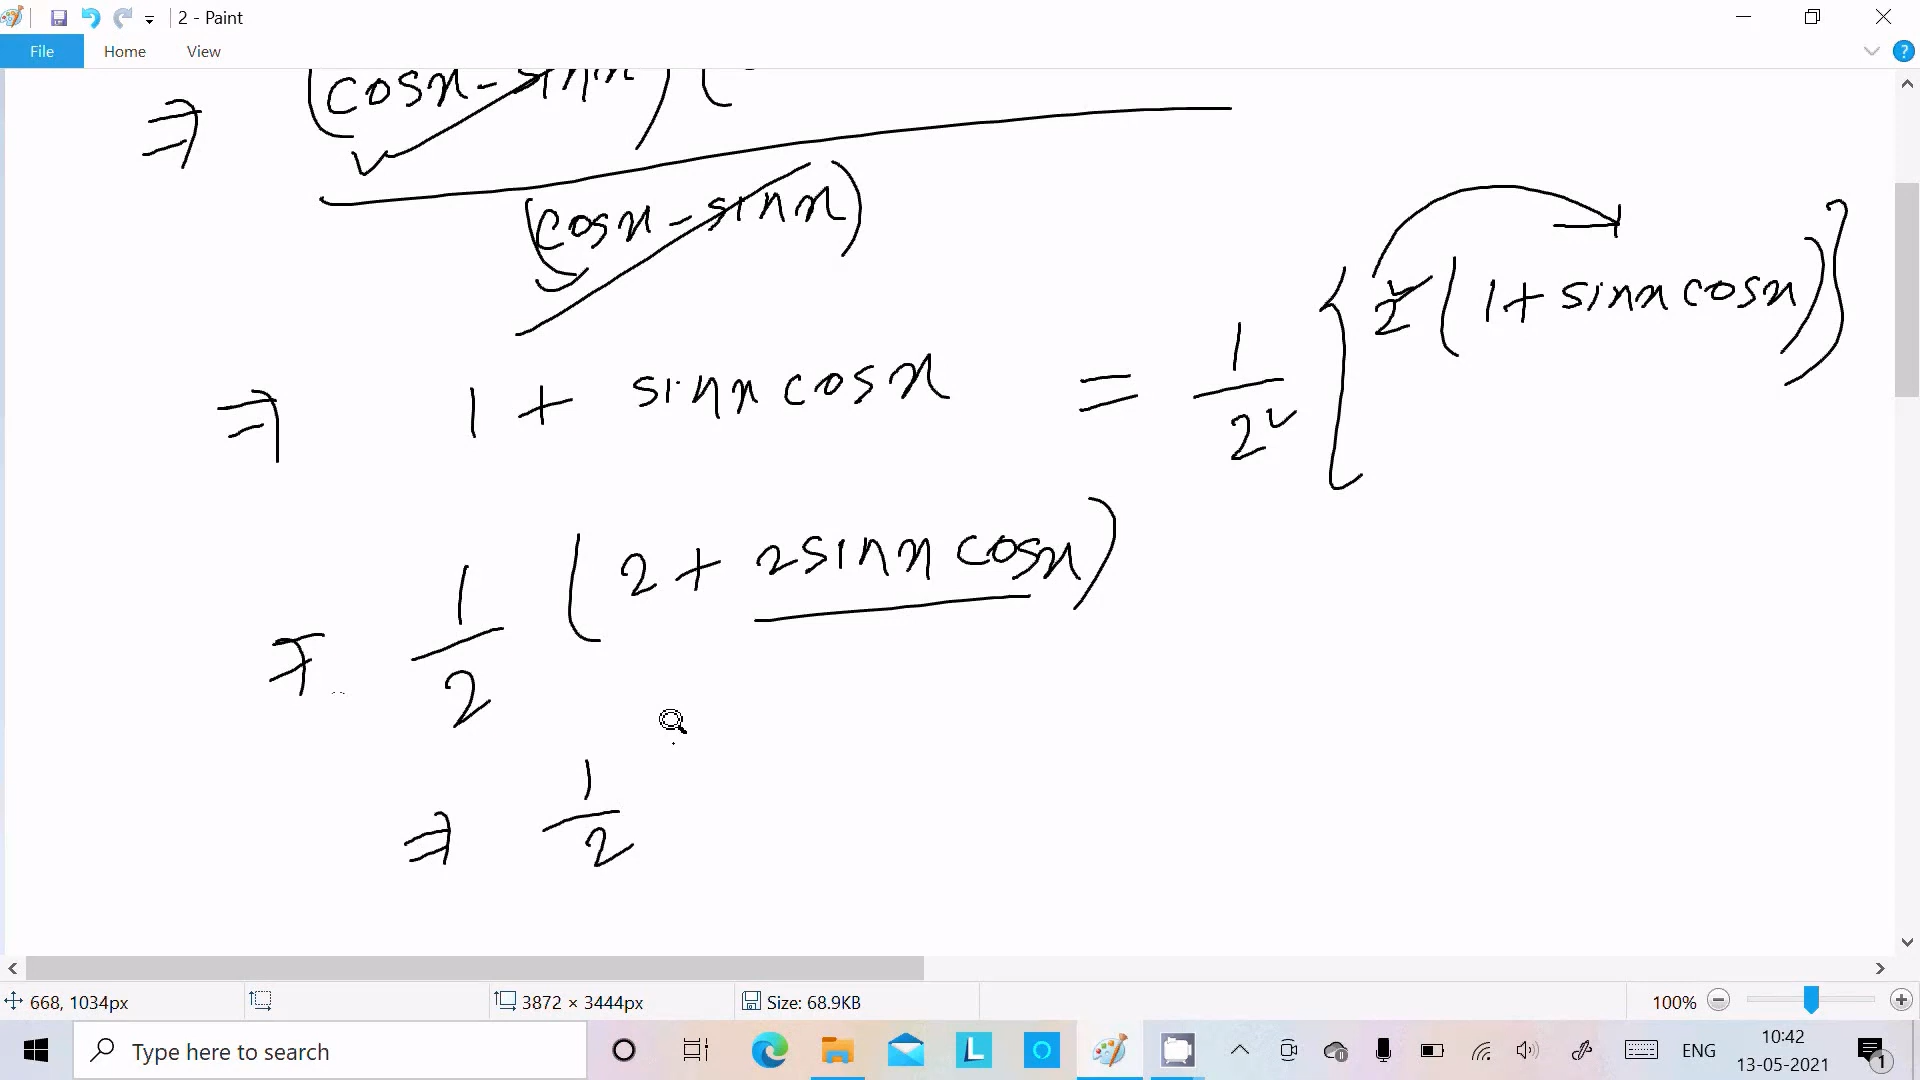 2 - Paint
File Home View
⇒ (cosx - sinx) (
(cosx - sinx)
⇒ 1 + sinx cosx = 1/2 { 2 (1 + sinx cosx) }
⇒ 1/2 (2 + 2sinx cosx)
⇒ 1/2
668, 1034px 3872 × 3444px Size: 68.9KB 100%
Type here to search
ENG
10:42
13-05-2021
1